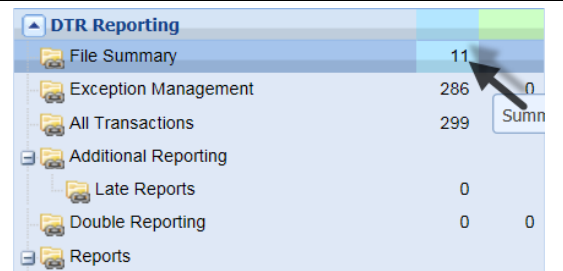 DTR Reporting
File Summary 11
Exception Management 286 0
All Transactions 299
Additional Reporting
Late Reports 0
Double Reporting 0 0
Reports